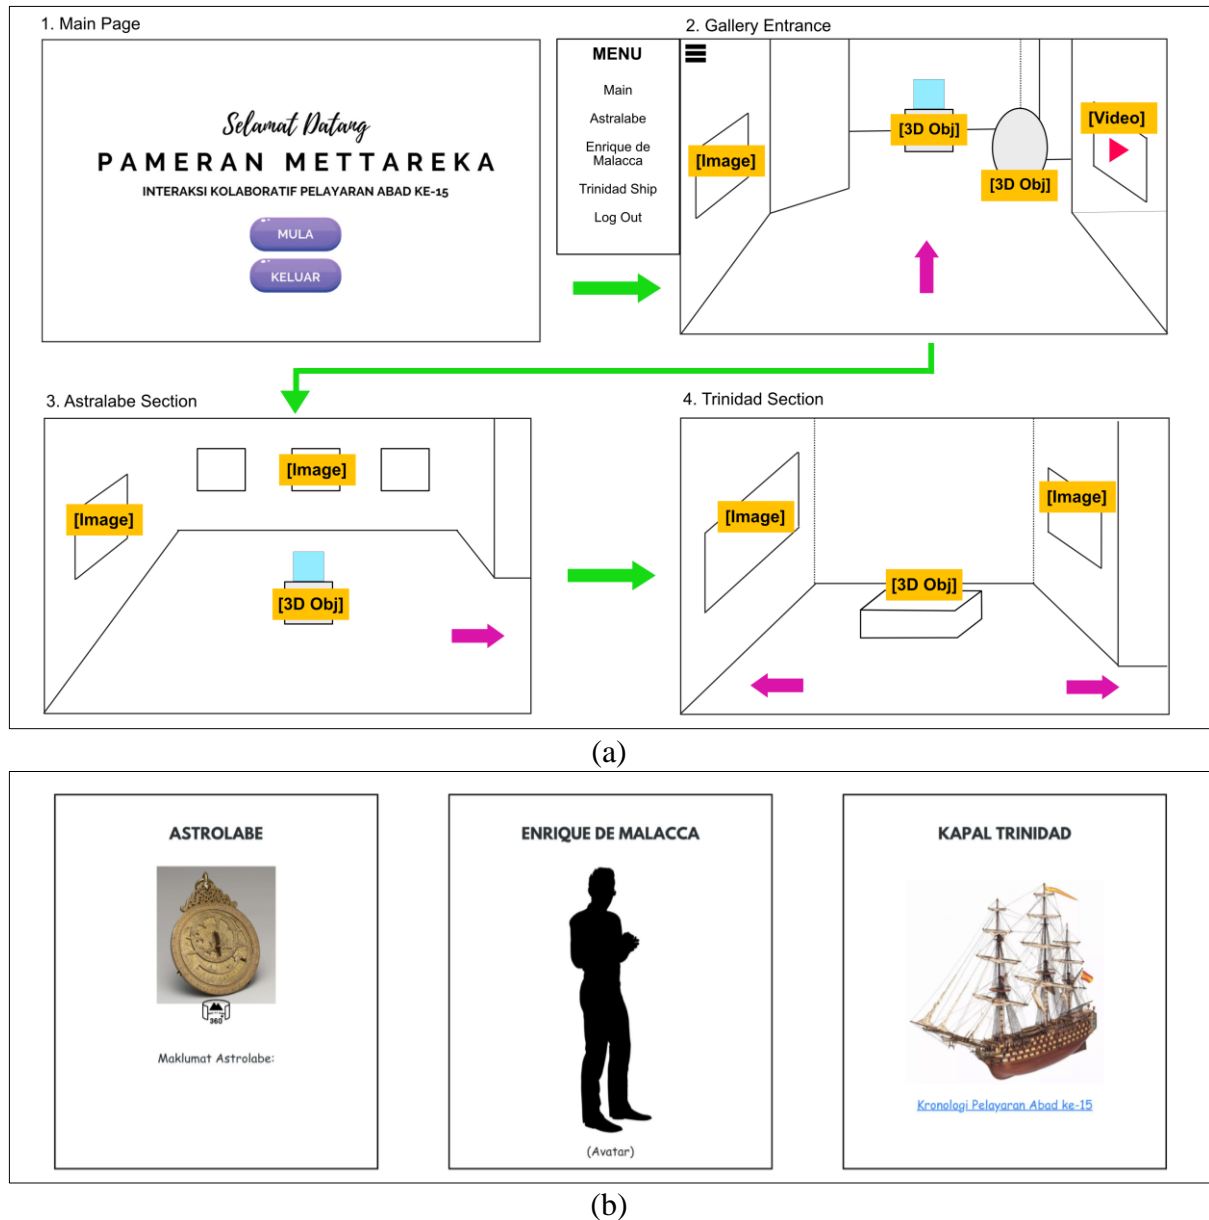 1. Main Page
Selamat Datang
PAMERAN METTAREKA
INTERAKSI KOLABORATIF PELAYARAN ABAD KE-15
MULA
KELUAR
MENU
Main
Astralabe
Enrique de
Malacca
Trinidad Ship
Log Out
2. Gallery Entrance
[Image]
[3D Obj]
[3D Obj]
[Video]
3. Astralabe Section
[Image]
[Image]
[3D Obj]
4. Trinidad Section
[Image]
[Image]
[3D Obj]
(a)
ASTROLABE
360°
Maklumat Astrolabe:
ENRIQUE DE MALACCA
(Avatar)
KAPAL TRINIDAD
Kronologi Pelayaran Abad ke-15
(b)